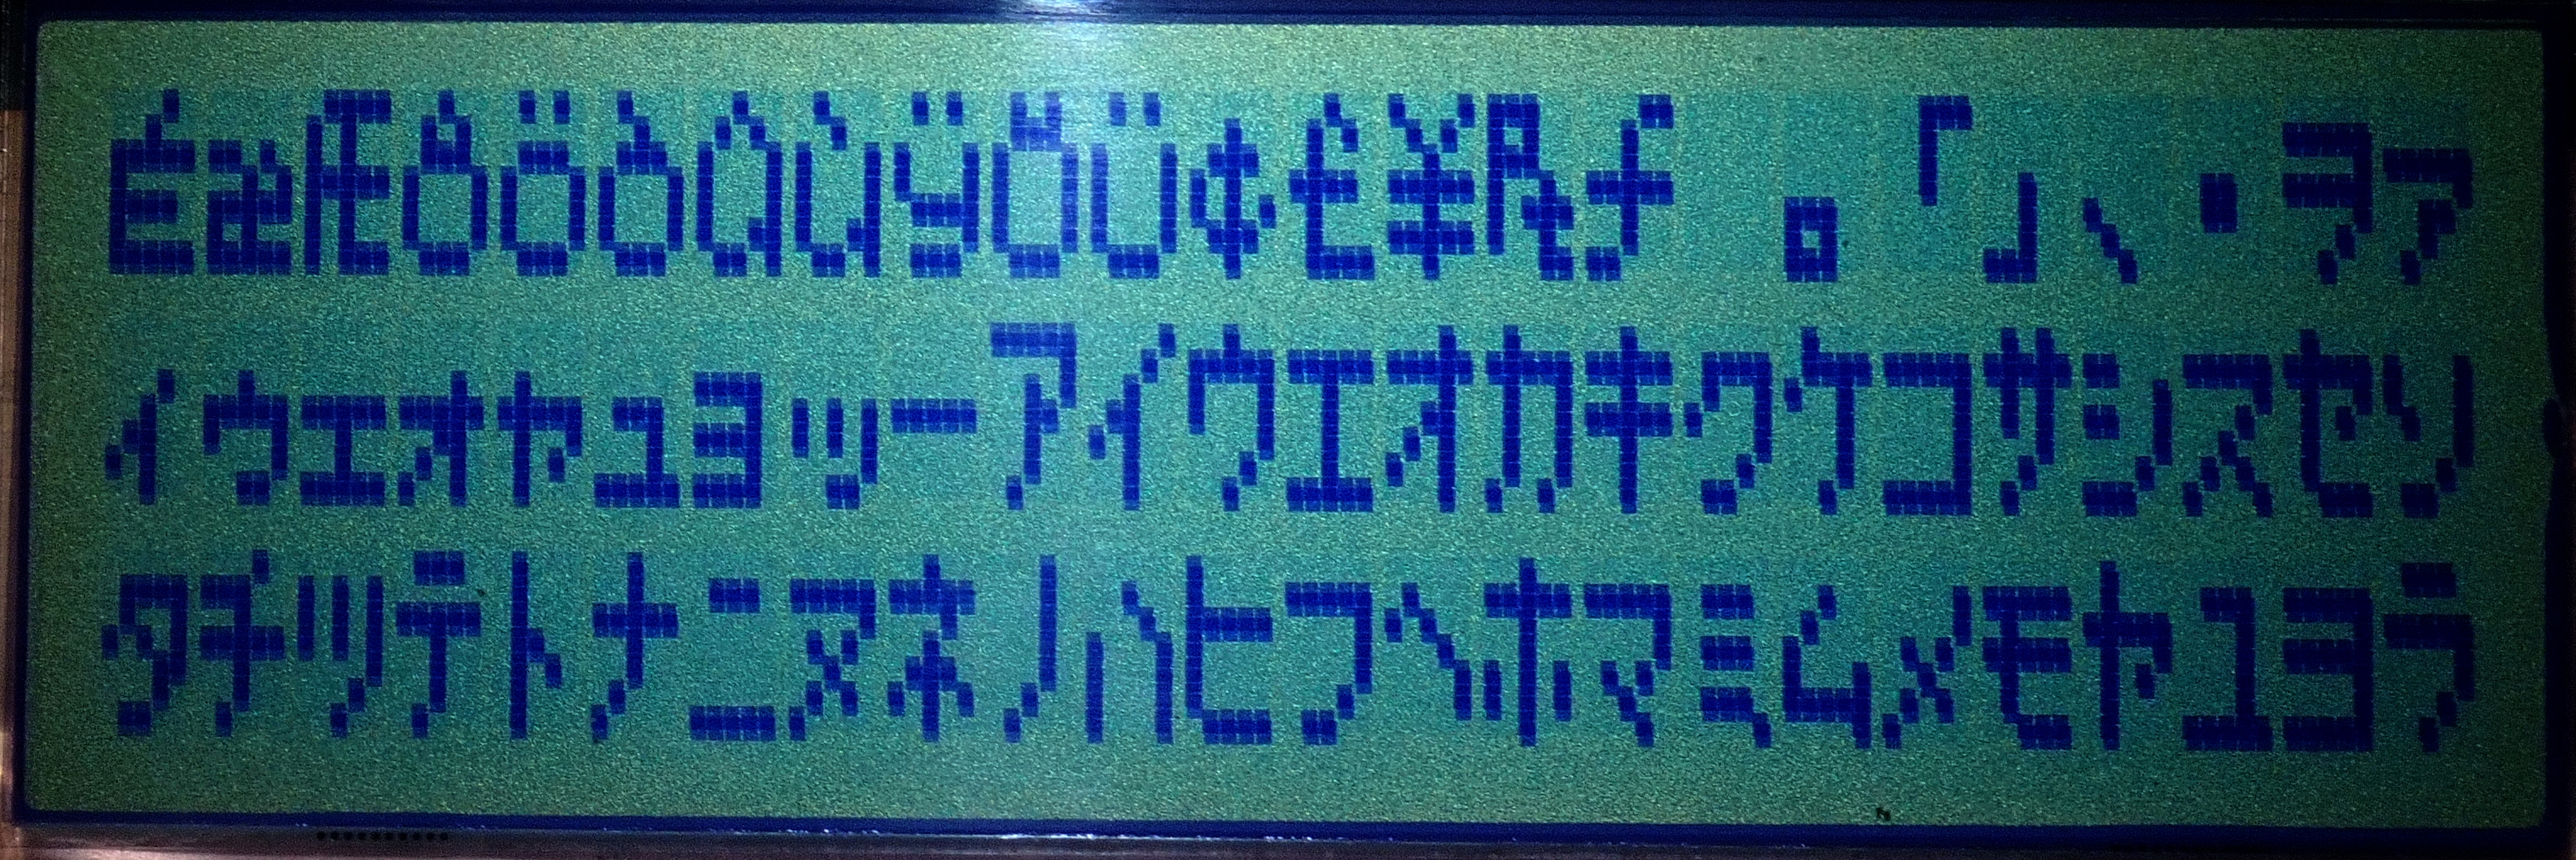 ÉæÆôöòûùÿÖÜ¢£¥₧ƒ 。「」、・ヲァ
ィゥェォャュョッーアイウエオカキクケコサシスセソ
タチツテトナニヌネノハヒフヘホマミムメモヤユヨラ